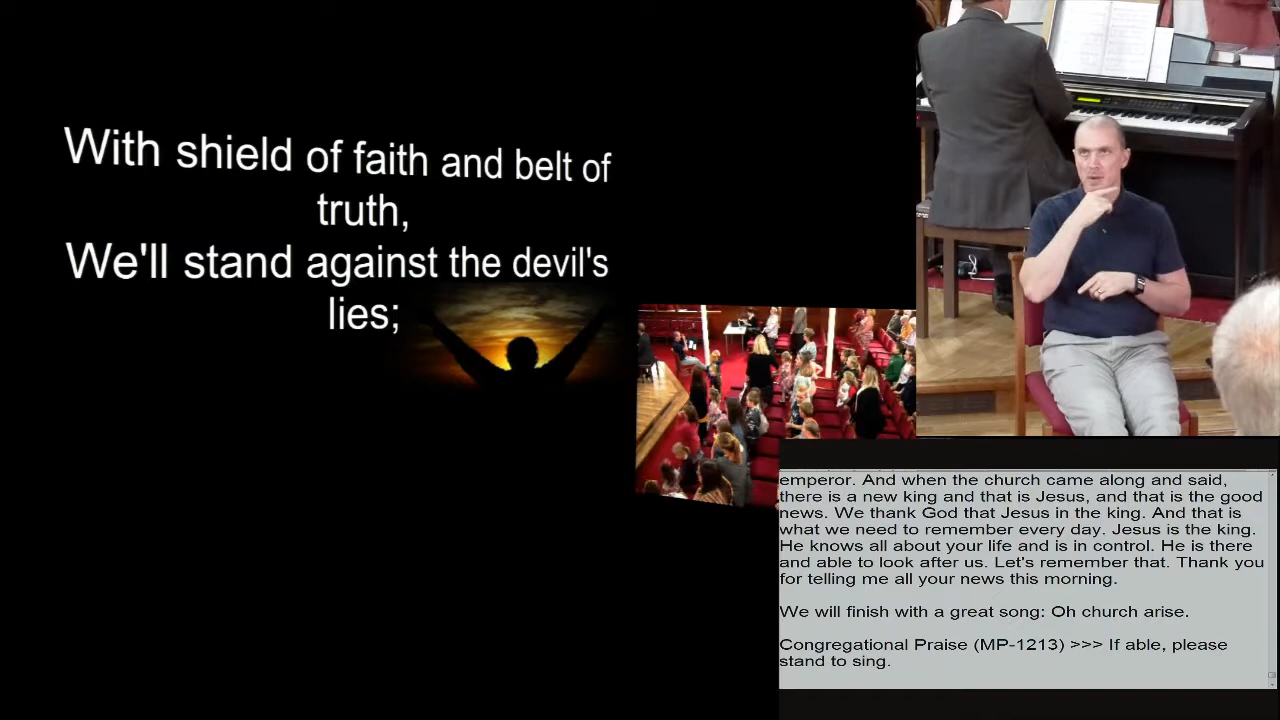 With shield of faith and belt of
truth,
We'll stand against the devil's
lies;
emperor. And when the church came along and said,
there is a new king and that is Jesus, and that is the good
news. We thank God that Jesus in the king. And that is
what we need to remember every day. Jesus is the king.
He knows all about your life and is in control. He is there
and able to look after us. Let's remember that. Thank you
for telling me all your news this morning.
We will finish with a great song: Oh church arise.
Congregational Praise (MP-1213) >>> If able, please
stand to sing.